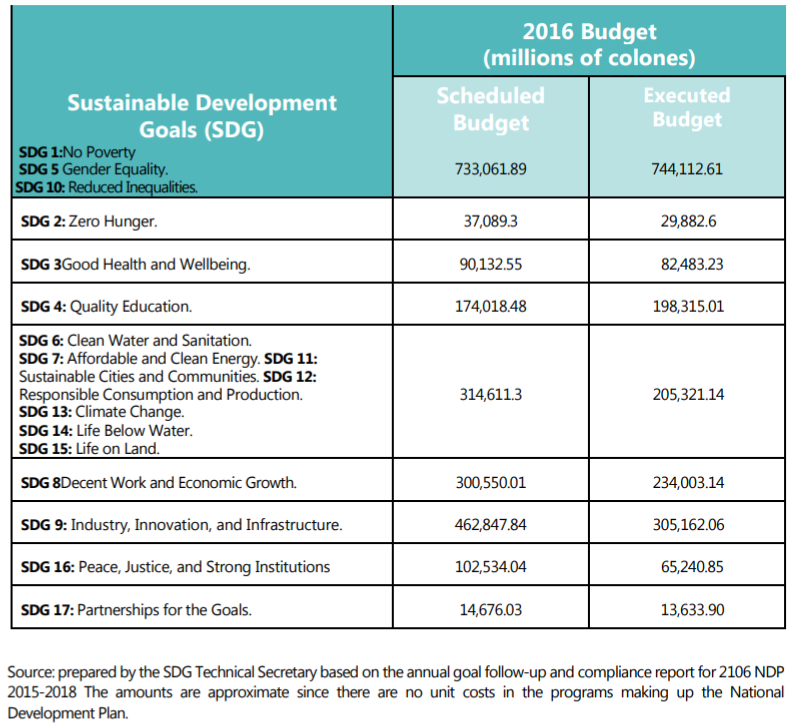 2016 Budget
(millions of colones)
Sustainable Development
Goals (SDG)
Scheduled
Budget
Executed
Budget
SDG 1:No Poverty
SDG 5 Gender Equality.
SDG 10: Reduced Inequalities.
733,061.89
744,112.61
SDG 2: Zero Hunger.
37,089.3
29,882.6
SDG 3Good Health and Wellbeing.
90,132.55
82,483.23
SDG 4: Quality Education.
174,018.48
198,315.01
SDG 6: Clean Water and Sanitation.
SDG 7: Affordable and Clean Energy. SDG 11:
Sustainable Cities and Communities. SDG 12:
Responsible Consumption and Production.
SDG 13: Climate Change.
SDG 14: Life Below Water.
SDG 15: Life on Land.
314,611.3
205,321.14
SDG 8Decent Work and Economic Growth.
300,550.01
234,003.14
SDG 9: Industry, Innovation, and Infrastructure.
462,847.84
305,162.06
SDG 16: Peace, Justice, and Strong Institutions
102,534.04
65,240.85
SDG 17: Partnerships for the Goals.
14,676.03
13,633.90
Source: prepared by the SDG Technical Secretary based on the annual goal follow-up and compliance report for 2106 NDP
2015-2018 The amounts are approximate since there are no unit costs in the programs making up the National
Development Plan.